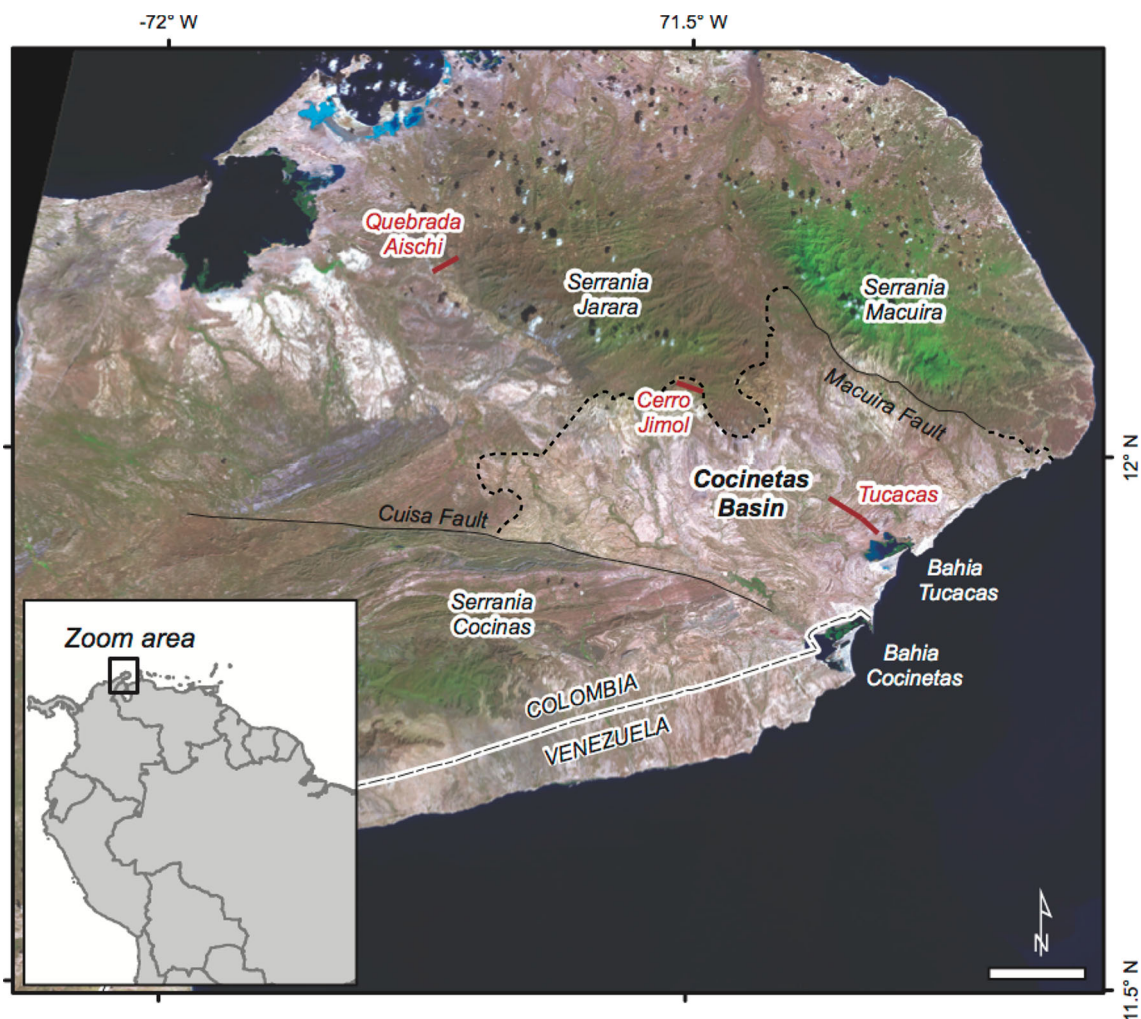 -72° W
71.5° W
Quebrada
Aischi
Serrania
Jarara
Serrania
Macuira
Cerro
Jimol
Macuira Fault
12° N
Cocinetas
Basin
Tucacas
Cuisa Fault
Bahia
Tucacas
Serrania
Cocinas
Zoom area
Bahia
Cocinetas
COLOMBIA
VENEZUELA
N
11.5° N